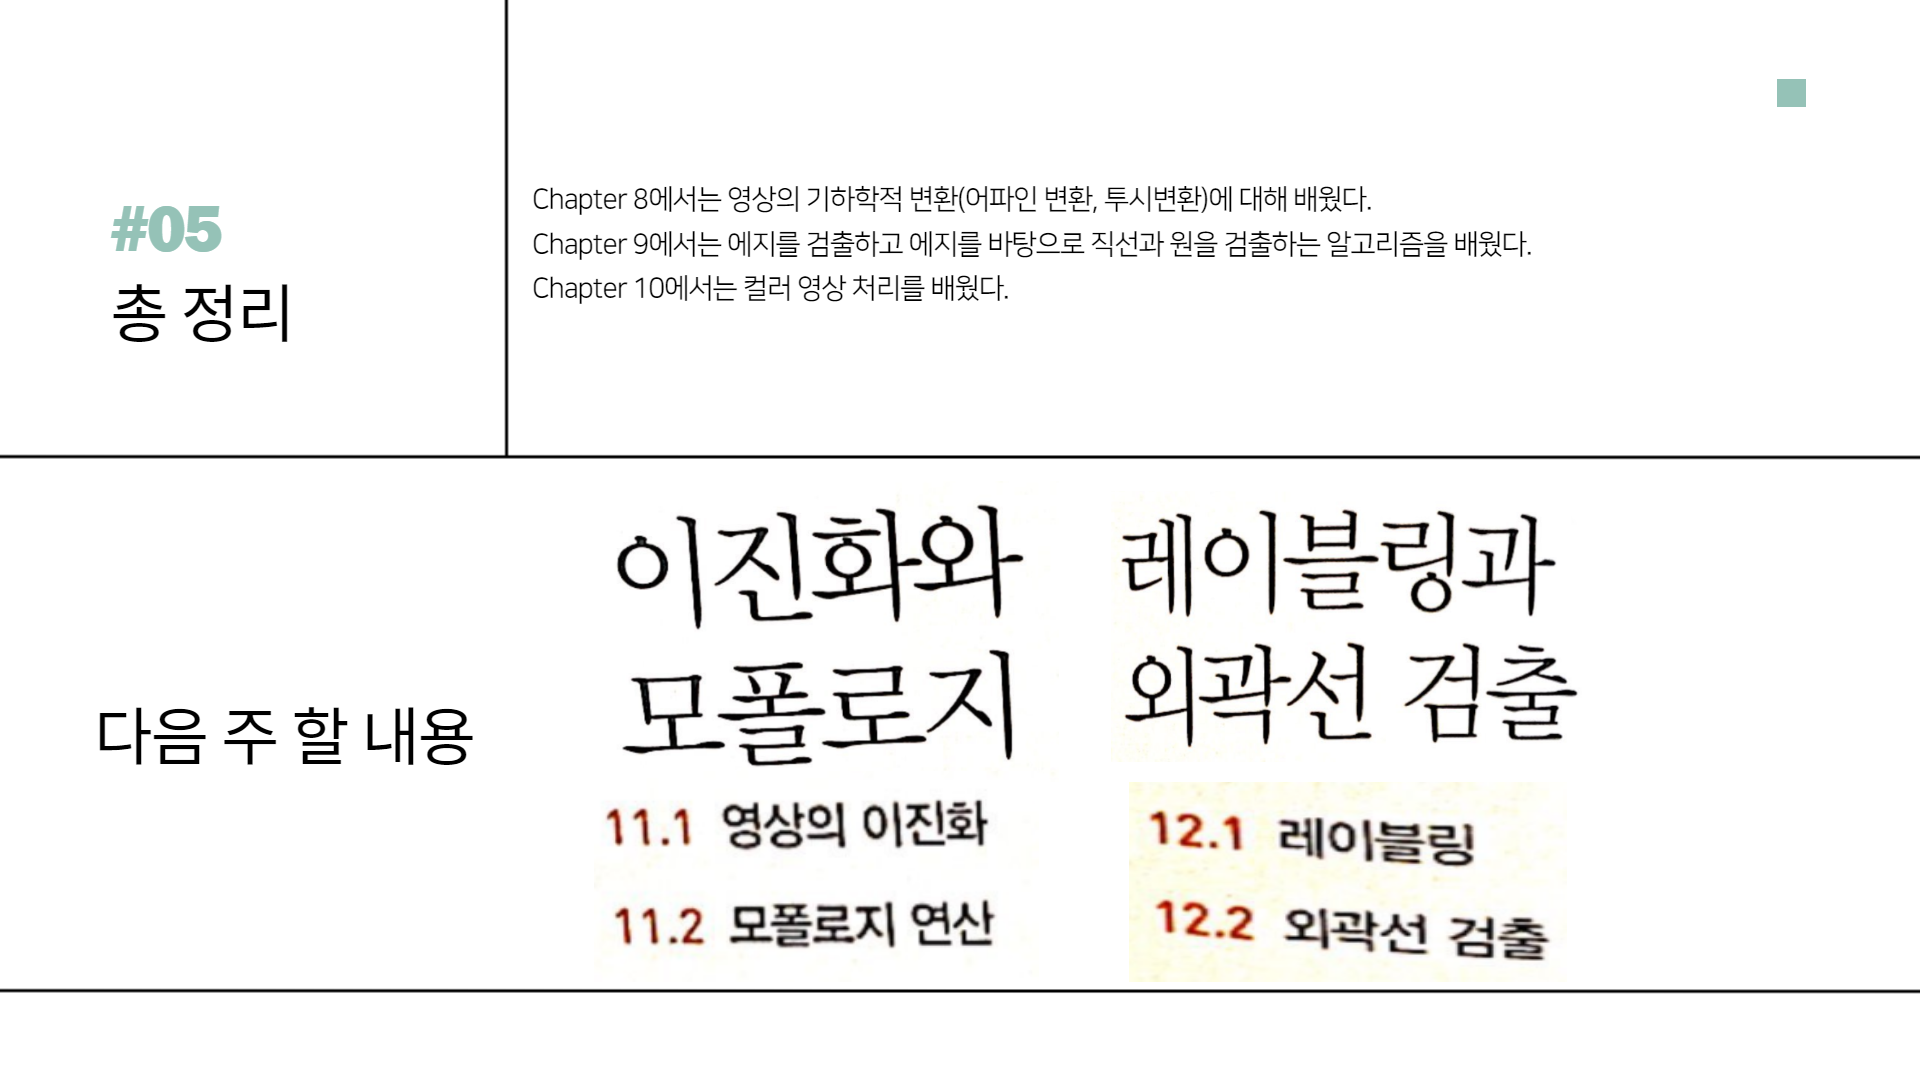 #05
총 정리
Chapter 8에서는 영상의 기하학적 변환(어파인 변환, 투시변환)에 대해 배웠다.
Chapter 9에서는 에지를 검출하고 에지를 바탕으로 직선과 원을 검출하는 알고리즘을 배웠다.
Chapter 10에서는 컬러 영상 처리를 배웠다.
다음 주 할 내용
이진화와
모폴로지
11.1 영상의 이진화
11.2 모폴로지 연산
레이블링과
외곽선 검출
12.1 레이블링
12.2 외곽선 검출